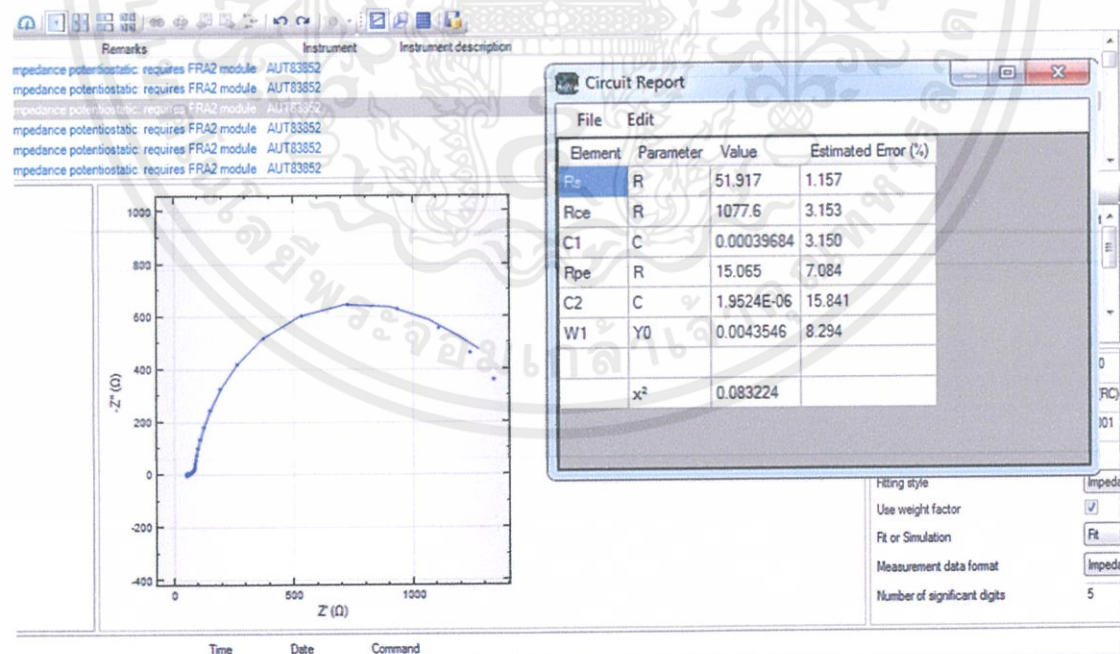 Remarks Instrument Instrument description
mpedance potentiostatic requires FRA2 module AUT83852
mpedance potentiostatic requires FRA2 module AUT83852
mpedance potentiostatic requires FRA2 module AUT83852
mpedance potentiostatic requires FRA2 module AUT83852
mpedance potentiostatic requires FRA2 module AUT83852
mpedance potentiostatic requires FRA2 module AUT83852
Circuit Report
File Edit
Element Parameter Value Estimated Error (%)
Rs R 51.917 1.157
Rce R 1077.6 3.153
C1 C 0.00039684 3.150
Rpe R 15.065 7.084
C2 C 1.9524E-06 15.841
W1 Y0 0.0043546 8.294
x² 0.083224
1000
800
600
400
200
0
-200
-400
-Z'' (Ω)
0 500 1000
Z' (Ω)
(RC)
001
Fitting style Impeda
Use weight factor
Fit or Simulation Fit
Measurement data format Impeda
Number of significant digits 5
Time Date Command